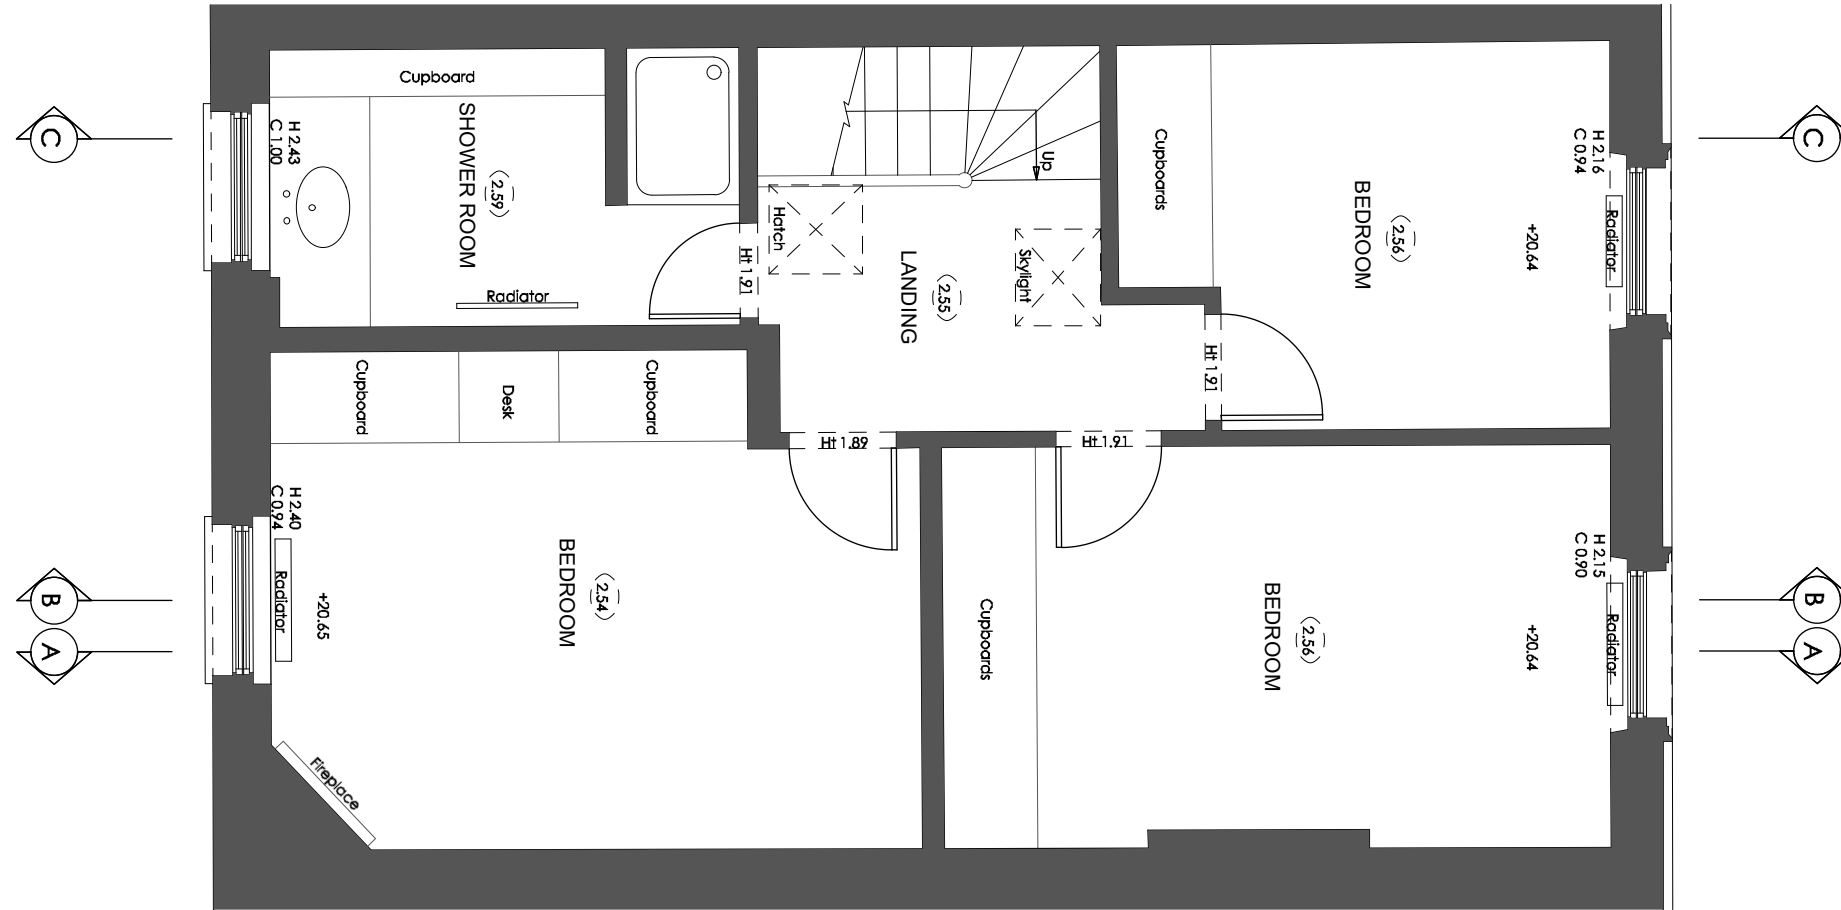 Cupboard
SHOWER ROOM
(2.59)
H 2.43
C 1.00
Radiator
Ht 1.91
Hatch
LANDING
(2.55)
Skylight
Up
Cupboards
BEDROOM
(2.56)
+20.64
H 2.16
C 0.94
Radiator
Ht 1.91
C
C
Cupboard
Desk
Cupboard
Ht 1.89
Ht 1.91
H 2.40
C 0.94
Radiator
+20.65
BEDROOM
(2.54)
Fireplace
Cupboards
BEDROOM
(2.56)
+20.64
H 2.15
C 0.90
Radiator
B
A
B
A